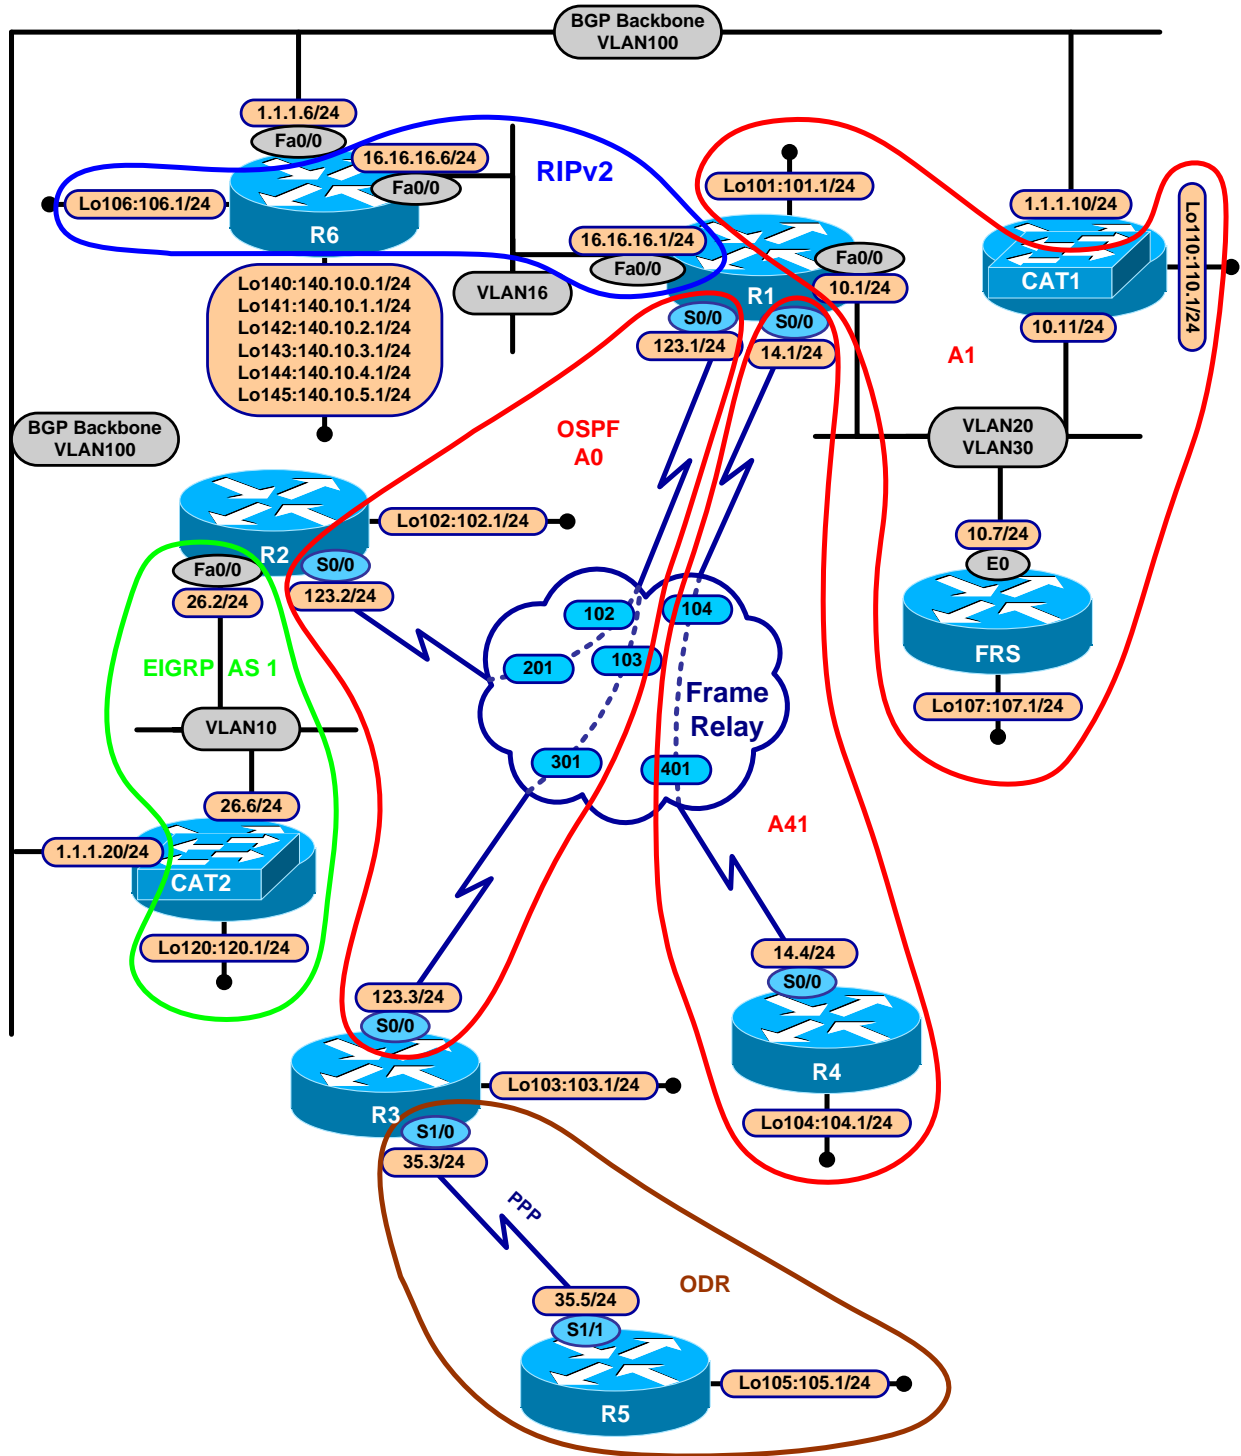 BGP Backbone
VLAN100
1.1.1.6/24
Fa0/0
16.16.16.6/24
Fa0/0
RIPv2
Lo106:106.1/24
R6
Lo101:101.1/24
1.1.1.10/24
Lo110:110.1/24
CAT1
16.16.16.1/24
Fa0/0
Fa0/0
10.1/24
R1
VLAN16
Lo140:140.10.0.1/24
Lo141:140.10.1.1/24
Lo142:140.10.2.1/24
Lo143:140.10.3.1/24
Lo144:140.10.4.1/24
Lo145:140.10.5.1/24
S0/0
123.1/24
S0/0
14.1/24
10.11/24
A1
BGP Backbone
VLAN100
OSPF
A0
VLAN20
VLAN30
Lo102:102.1/24
R2
Fa0/0
26.2/24
S0/0
123.2/24
10.7/24
E0
FRS
Lo107:107.1/24
102
104
201
103
Frame
Relay
301
401
EIGRP AS 1
VLAN10
26.6/24
1.1.1.20/24
CAT2
Lo120:120.1/24
A41
14.4/24
S0/0
R4
Lo104:104.1/24
123.3/24
S0/0
R3
Lo103:103.1/24
S1/0
35.3/24
PPP
ODR
35.5/24
S1/1
R5
Lo105:105.1/24